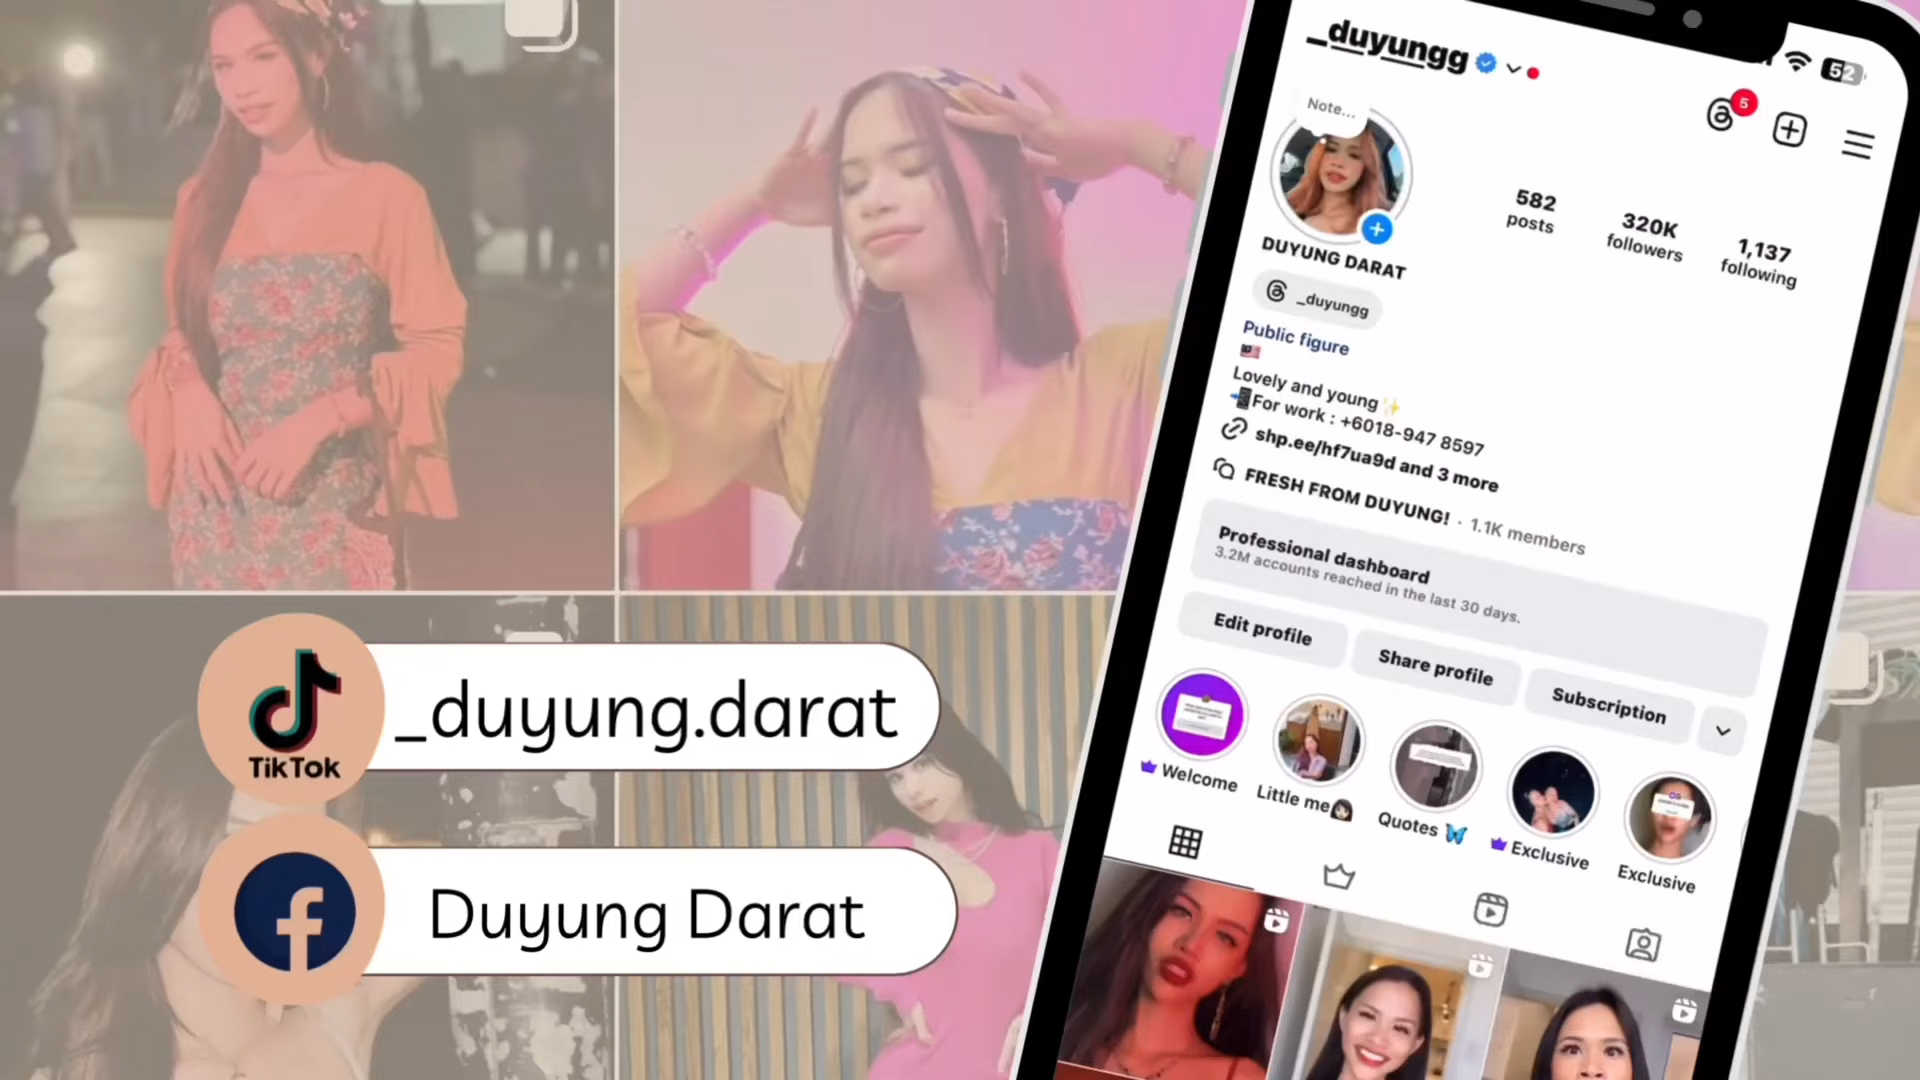 _duyungg
52
5
Note...
582
posts
320K
followers
1,137
following
DUYUNG DARAT
_duyungg
Public figure
🇲🇾
Lovely and young✨
📲For work : +6018-947 8597
shp.ee/hf7ua9d and 3 more
FRESH FROM DUYUNG! · 1.1K members
Professional dashboard
3.2M accounts reached in the last 30 days.
Edit profile
Share profile
Subscription
Welcome
Little me👩🏻
Quotes 🦋
Exclusive
Exclusive
TikTok
_duyung.darat
Duyung Darat